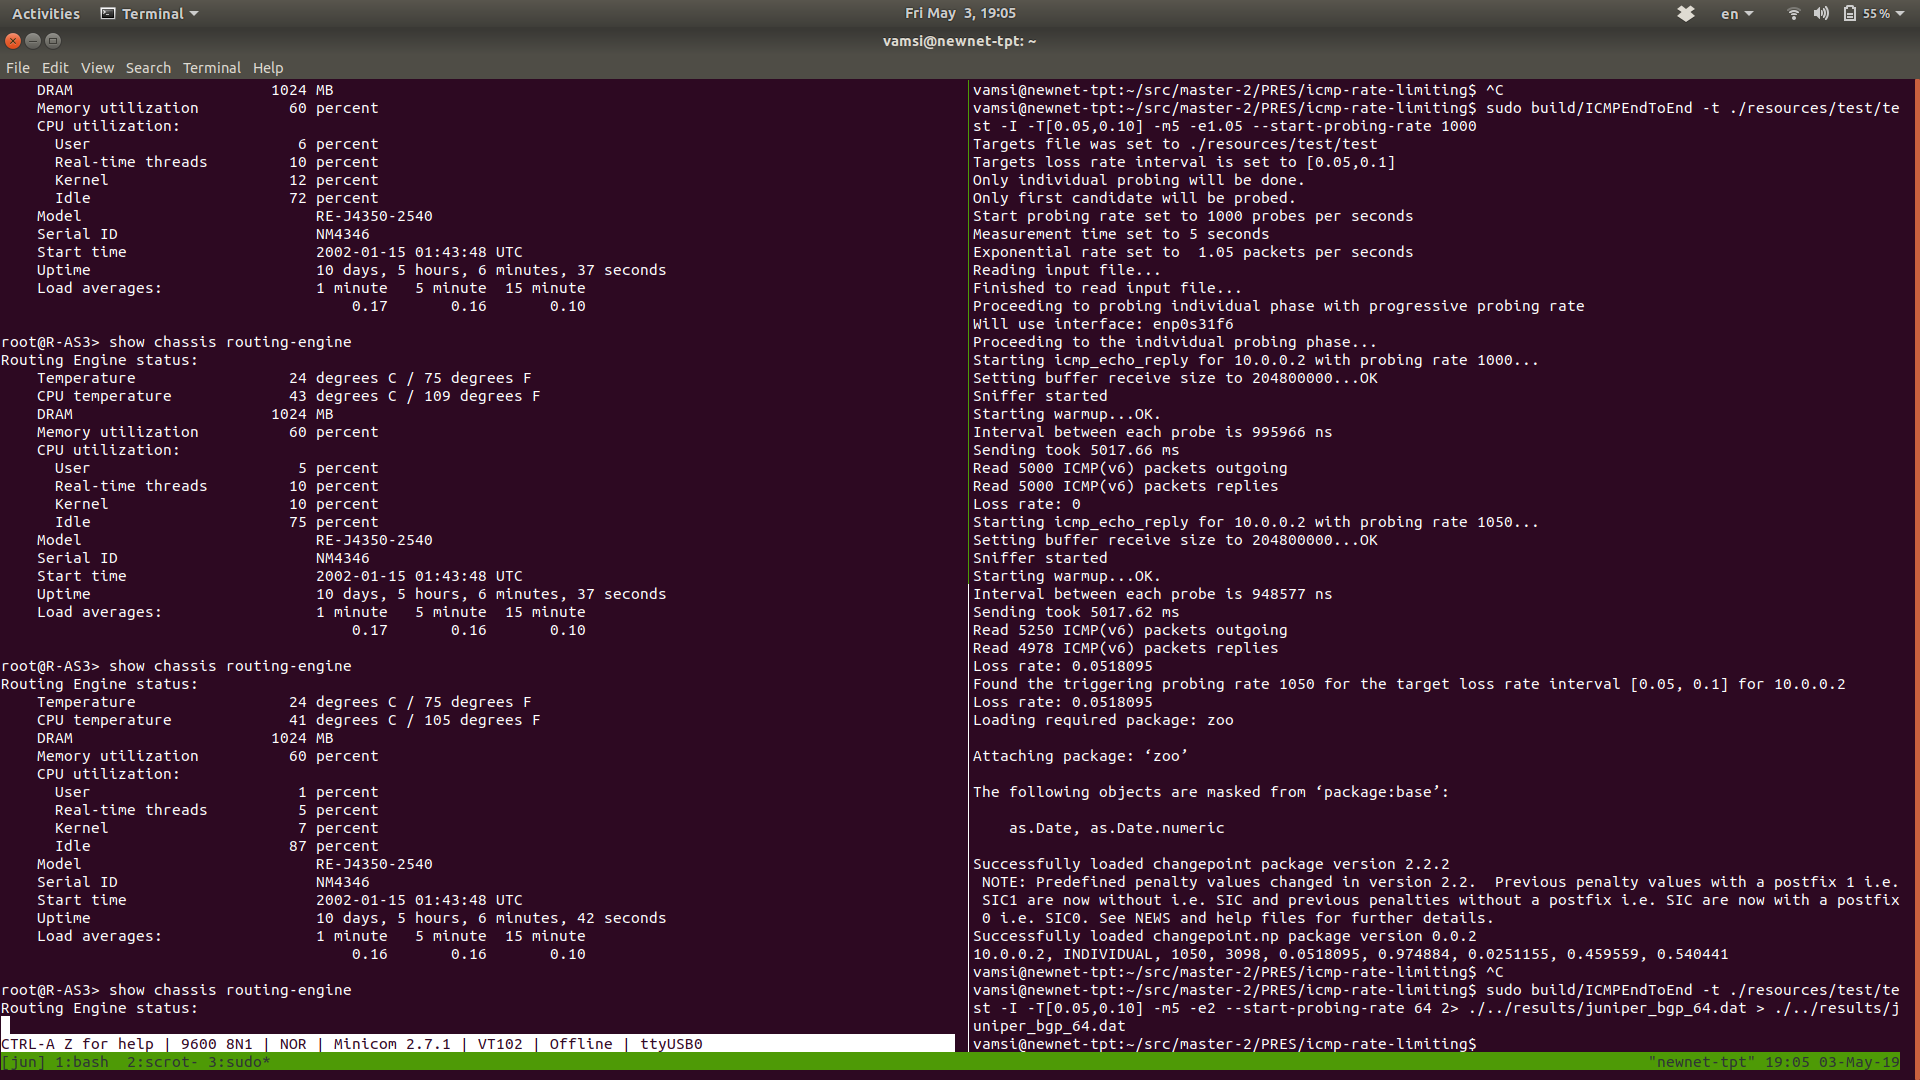 Activities Terminal Fri May 3, 19:05 en 55%
vamsi@newnet-tpt: ~
File Edit View Search Terminal Help
DRAM 1024 MB
Memory utilization 60 percent
CPU utilization:
User 6 percent
Real-time threads 10 percent
Kernel 12 percent
Idle 72 percent
Model RE-J4350-2540
Serial ID NM4346
Start time 2002-01-15 01:43:48 UTC
Uptime 10 days, 5 hours, 6 minutes, 37 seconds
Load averages: 1 minute 5 minute 15 minute
0.17 0.16 0.10
root@R-AS3> show chassis routing-engine
Routing Engine status:
Temperature 24 degrees C / 75 degrees F
CPU temperature 43 degrees C / 109 degrees F
DRAM 1024 MB
Memory utilization 60 percent
CPU utilization:
User 5 percent
Real-time threads 10 percent
Kernel 10 percent
Idle 75 percent
Model RE-J4350-2540
Serial ID NM4346
Start time 2002-01-15 01:43:48 UTC
Uptime 10 days, 5 hours, 6 minutes, 37 seconds
Load averages: 1 minute 5 minute 15 minute
0.17 0.16 0.10
root@R-AS3> show chassis routing-engine
Routing Engine status:
Temperature 24 degrees C / 75 degrees F
CPU temperature 41 degrees C / 105 degrees F
DRAM 1024 MB
Memory utilization 60 percent
CPU utilization:
User 1 percent
Real-time threads 5 percent
Kernel 7 percent
Idle 87 percent
Model RE-J4350-2540
Serial ID NM4346
Start time 2002-01-15 01:43:48 UTC
Uptime 10 days, 5 hours, 6 minutes, 42 seconds
Load averages: 1 minute 5 minute 15 minute
0.16 0.16 0.10
root@R-AS3> show chassis routing-engine
Routing Engine status:
CTRL-A Z for help | 9600 8N1 | NOR | Minicom 2.7.1 | VT102 | Offline | ttyUSB0
vamsi@newnet-tpt:~/src/master-2/PRES/icmp-rate-limiting$ ^C
vamsi@newnet-tpt:~/src/master-2/PRES/icmp-rate-limiting$ sudo build/ICMPEndToEnd -t ./resources/test/te
st -I -T[0.05,0.10] -m5 -e1.05 --start-probing-rate 1000
Targets file was set to ./resources/test/test
Targets loss rate interval is set to [0.05,0.1]
Only individual probing will be done.
Only first candidate will be probed.
Start probing rate set to 1000 probes per seconds
Measurement time set to 5 seconds
Exponential rate set to  1.05 packets per seconds
Reading input file...
Finished to read input file...
Proceeding to probing individual phase with progressive probing rate
Will use interface: enp0s31f6
Proceeding to the individual probing phase...
Starting icmp_echo_reply for 10.0.0.2 with probing rate 1000...
Setting buffer receive size to 204800000...OK
Sniffer started
Starting warmup...OK.
Interval between each probe is 995966 ns
Sending took 5017.66 ms
Read 5000 ICMP(v6) packets outgoing
Read 5000 ICMP(v6) packets replies
Loss rate: 0
Starting icmp_echo_reply for 10.0.0.2 with probing rate 1050...
Setting buffer receive size to 204800000...OK
Sniffer started
Starting warmup...OK.
Interval between each probe is 948577 ns
Sending took 5017.62 ms
Read 5250 ICMP(v6) packets outgoing
Read 4978 ICMP(v6) packets replies
Loss rate: 0.0518095
Found the triggering probing rate 1050 for the target loss rate interval [0.05, 0.1] for 10.0.0.2
Loss rate: 0.0518095
Loading required package: zoo
Attaching package: ‘zoo’
The following objects are masked from ‘package:base’:
as.Date, as.Date.numeric
Successfully loaded changepoint package version 2.2.2
NOTE: Predefined penalty values changed in version 2.2.  Previous penalty values with a postfix 1 i.e.
SIC1 are now without i.e. SIC and previous penalties without a postfix i.e. SIC are now with a postfix
0 i.e. SIC0. See NEWS and help files for further details.
Successfully loaded changepoint.np package version 0.0.2
10.0.0.2, INDIVIDUAL, 1050, 3098, 0.0518095, 0.974884, 0.0251155, 0.459559, 0.540441
vamsi@newnet-tpt:~/src/master-2/PRES/icmp-rate-limiting$ ^C
vamsi@newnet-tpt:~/src/master-2/PRES/icmp-rate-limiting$ sudo build/ICMPEndToEnd -t ./resources/test/te
st -I -T[0.05,0.10] -m5 -e2 --start-probing-rate 64 2> ./../results/juniper_bgp_64.dat > ./../results/j
uniper_bgp_64.dat
vamsi@newnet-tpt:~/src/master-2/PRES/icmp-rate-limiting$
[jun] 1:bash  2:scrot- 3:sudo* "newnet-tpt" 19:05 03-May-19